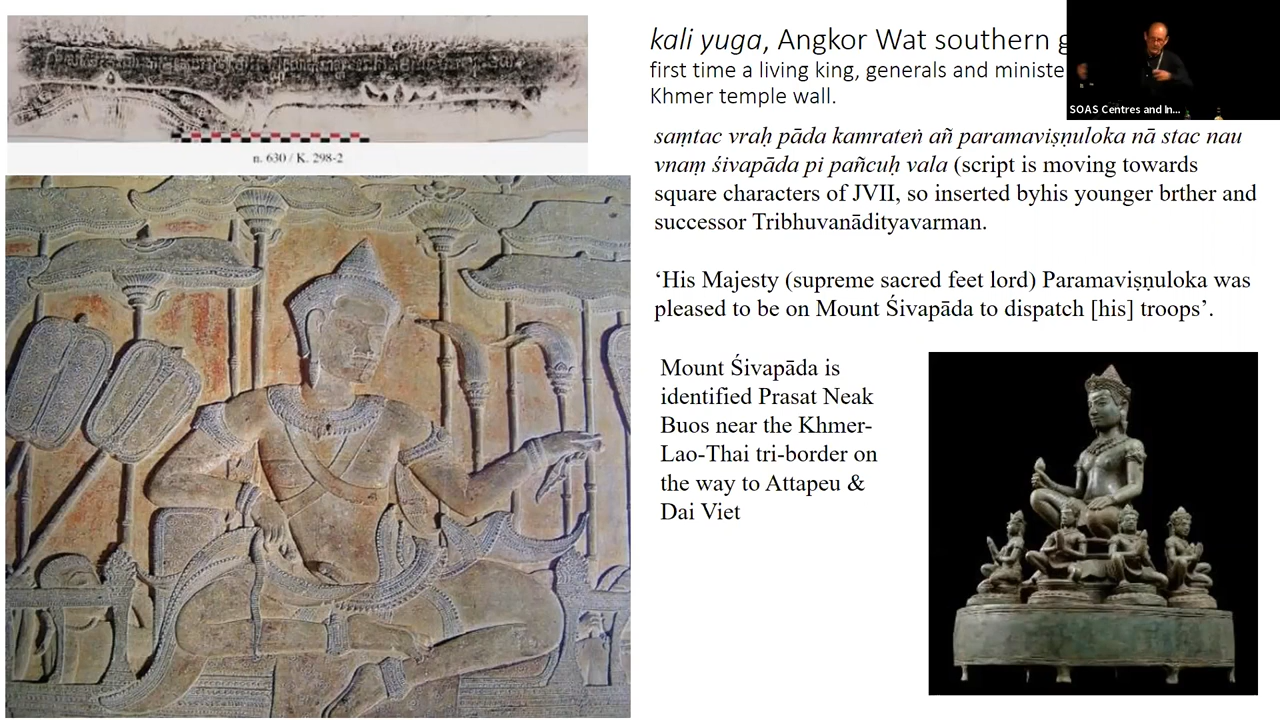 n. 630 / K. 298-2
kali yuga, Angkor Wat southern
first time a living king, generals and
Khmer temple wall.
SOAS Centres and In...
saṃtac vraḥ pāda kamrateṅ añ paramaviṣṇuloka nā stac nau
vnaṃ śivapāda pi pañcuḥ vala (script is moving towards
square characters of JVII, so inserted byhis younger brther and
successor Tribhuvanādityavarman.
‘His Majesty (supreme sacred feet lord) Paramaviṣṇuloka was
pleased to be on Mount Śivapāda to dispatch [his] troops’.
Mount Śivapāda is
identified Prasat Neak
Buos near the Khmer-
Lao-Thai tri-border on
the way to Attapeu &
Dai Viet